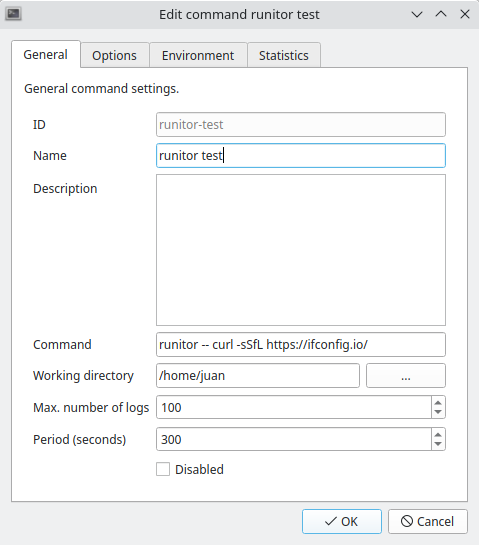 Edit command runitor test
General Options Environment Statistics
General command settings.
ID runitor-test
Name runitor test
Description
Command runitor -- curl -sSfL https://ifconfig.io/
Working directory /home/juan ...
Max. number of logs 100
Period (seconds) 300
Disabled
OK Cancel